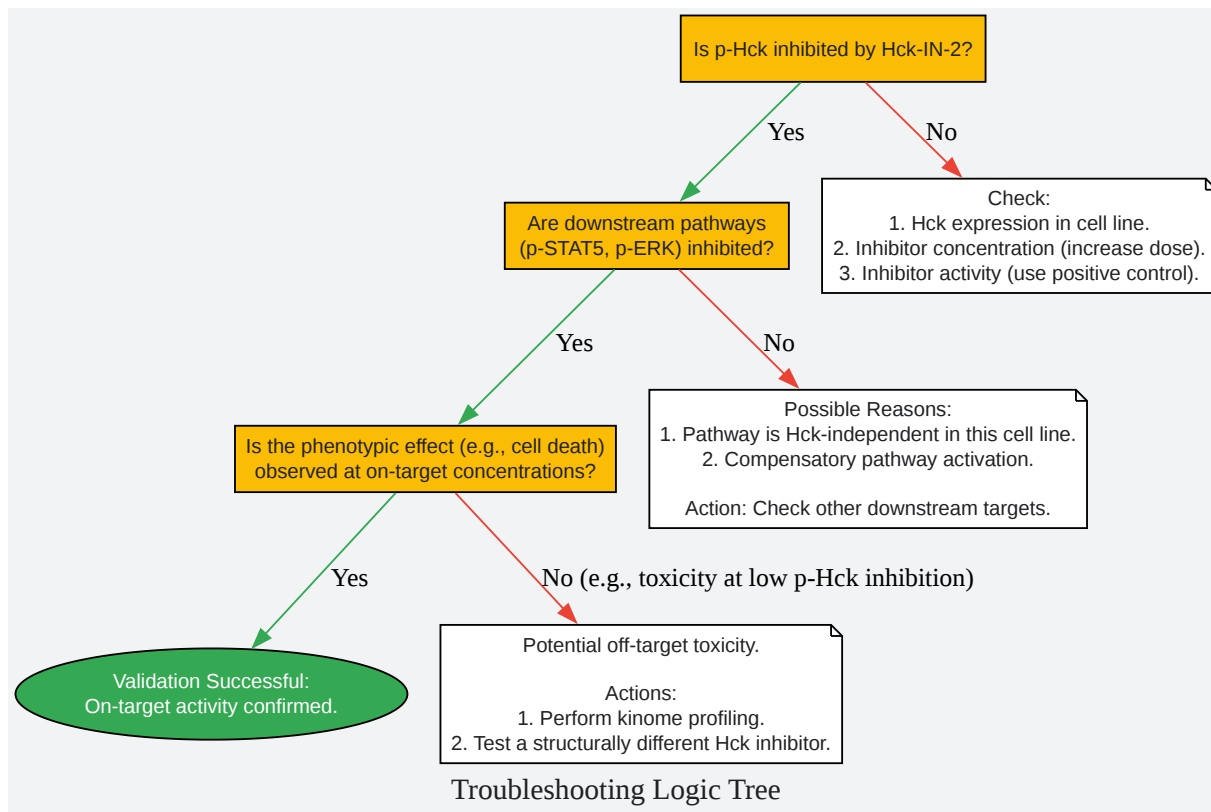 Is p-Hck inhibited by Hck-IN-2?
Yes
No
Check:
1. Hck expression in cell line.
2. Inhibitor concentration (increase dose).
3. Inhibitor activity (use positive control).
Are downstream pathways
(p-STAT5, p-ERK) inhibited?
Yes
No
Possible Reasons:
1. Pathway is Hck-independent in this cell line.
2. Compensatory pathway activation.
Action: Check other downstream targets.
Is the phenotypic effect (e.g., cell death)
observed at on-target concentrations?
Yes
No (e.g., toxicity at low p-Hck inhibition)
Validation Successful:
On-target activity confirmed.
Potential off-target toxicity.
Actions:
1. Perform kinome profiling.
2. Test a structurally different Hck inhibitor.
Troubleshooting Logic Tree